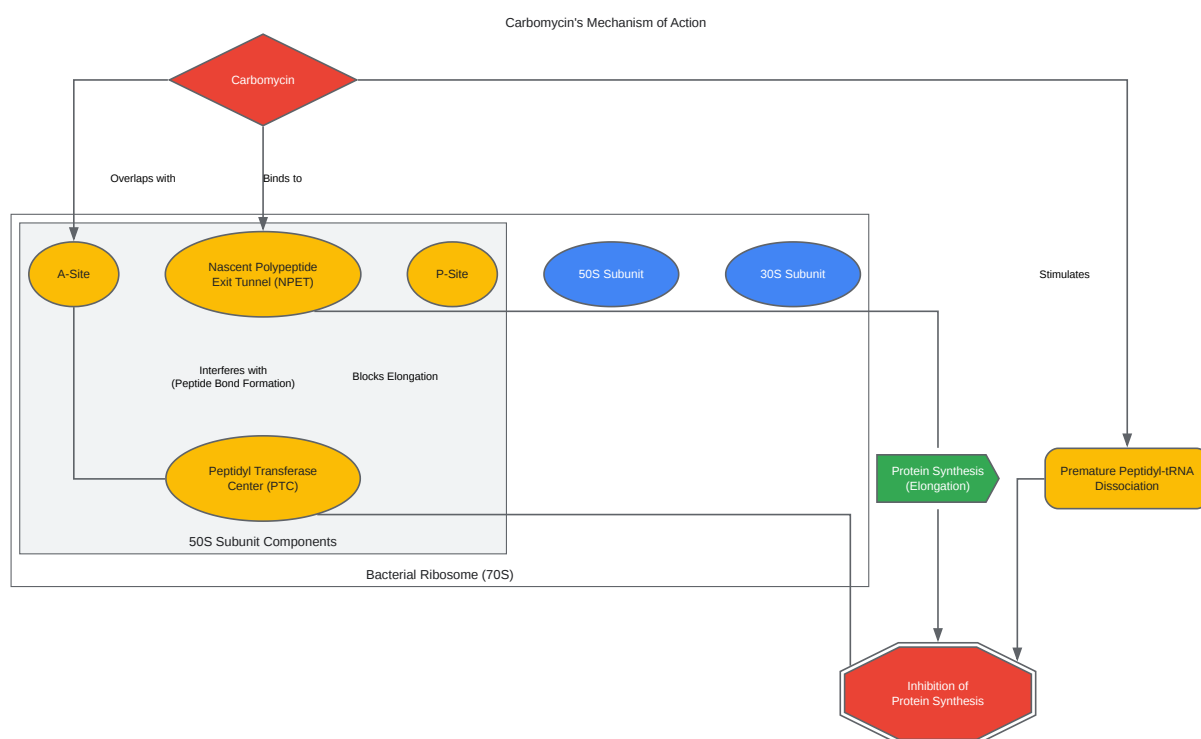 Carbomycin's Mechanism of Action
Carbomycin
Overlaps with
Binds to
A-Site
Nascent Polypeptide
Exit Tunnel (NPET)
P-Site
50S Subunit
30S Subunit
Stimulates
Interferes with
(Peptide Bond Formation)
Blocks Elongation
Peptidyl Transferase
Center (PTC)
Protein Synthesis
(Elongation)
Premature Peptidyl-tRNA
Dissociation
50S Subunit Components
Bacterial Ribosome (70S)
Inhibition of
Protein Synthesis